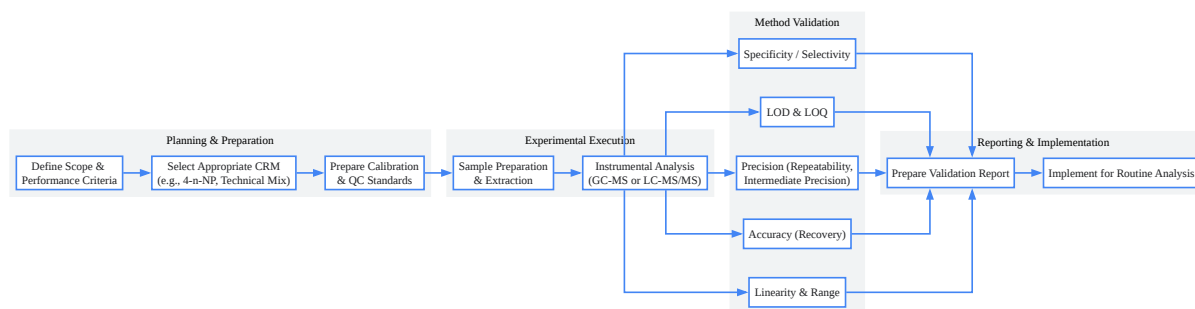 Method Validation
Specificity / Selectivity
LOD & LOQ
Planning & Preparation
Experimental Execution
Reporting & Implementation
Define Scope &
Performance Criteria
Select Appropriate CRM
(e.g., 4-n-NP, Technical Mix)
Prepare Calibration
& QC Standards
Sample Preparation
& Extraction
Instrumental Analysis
(GC-MS or LC-MS/MS)
Precision (Repeatability,
Intermediate Precision)
Prepare Validation Report
Implement for Routine Analysis
Accuracy (Recovery)
Linearity & Range